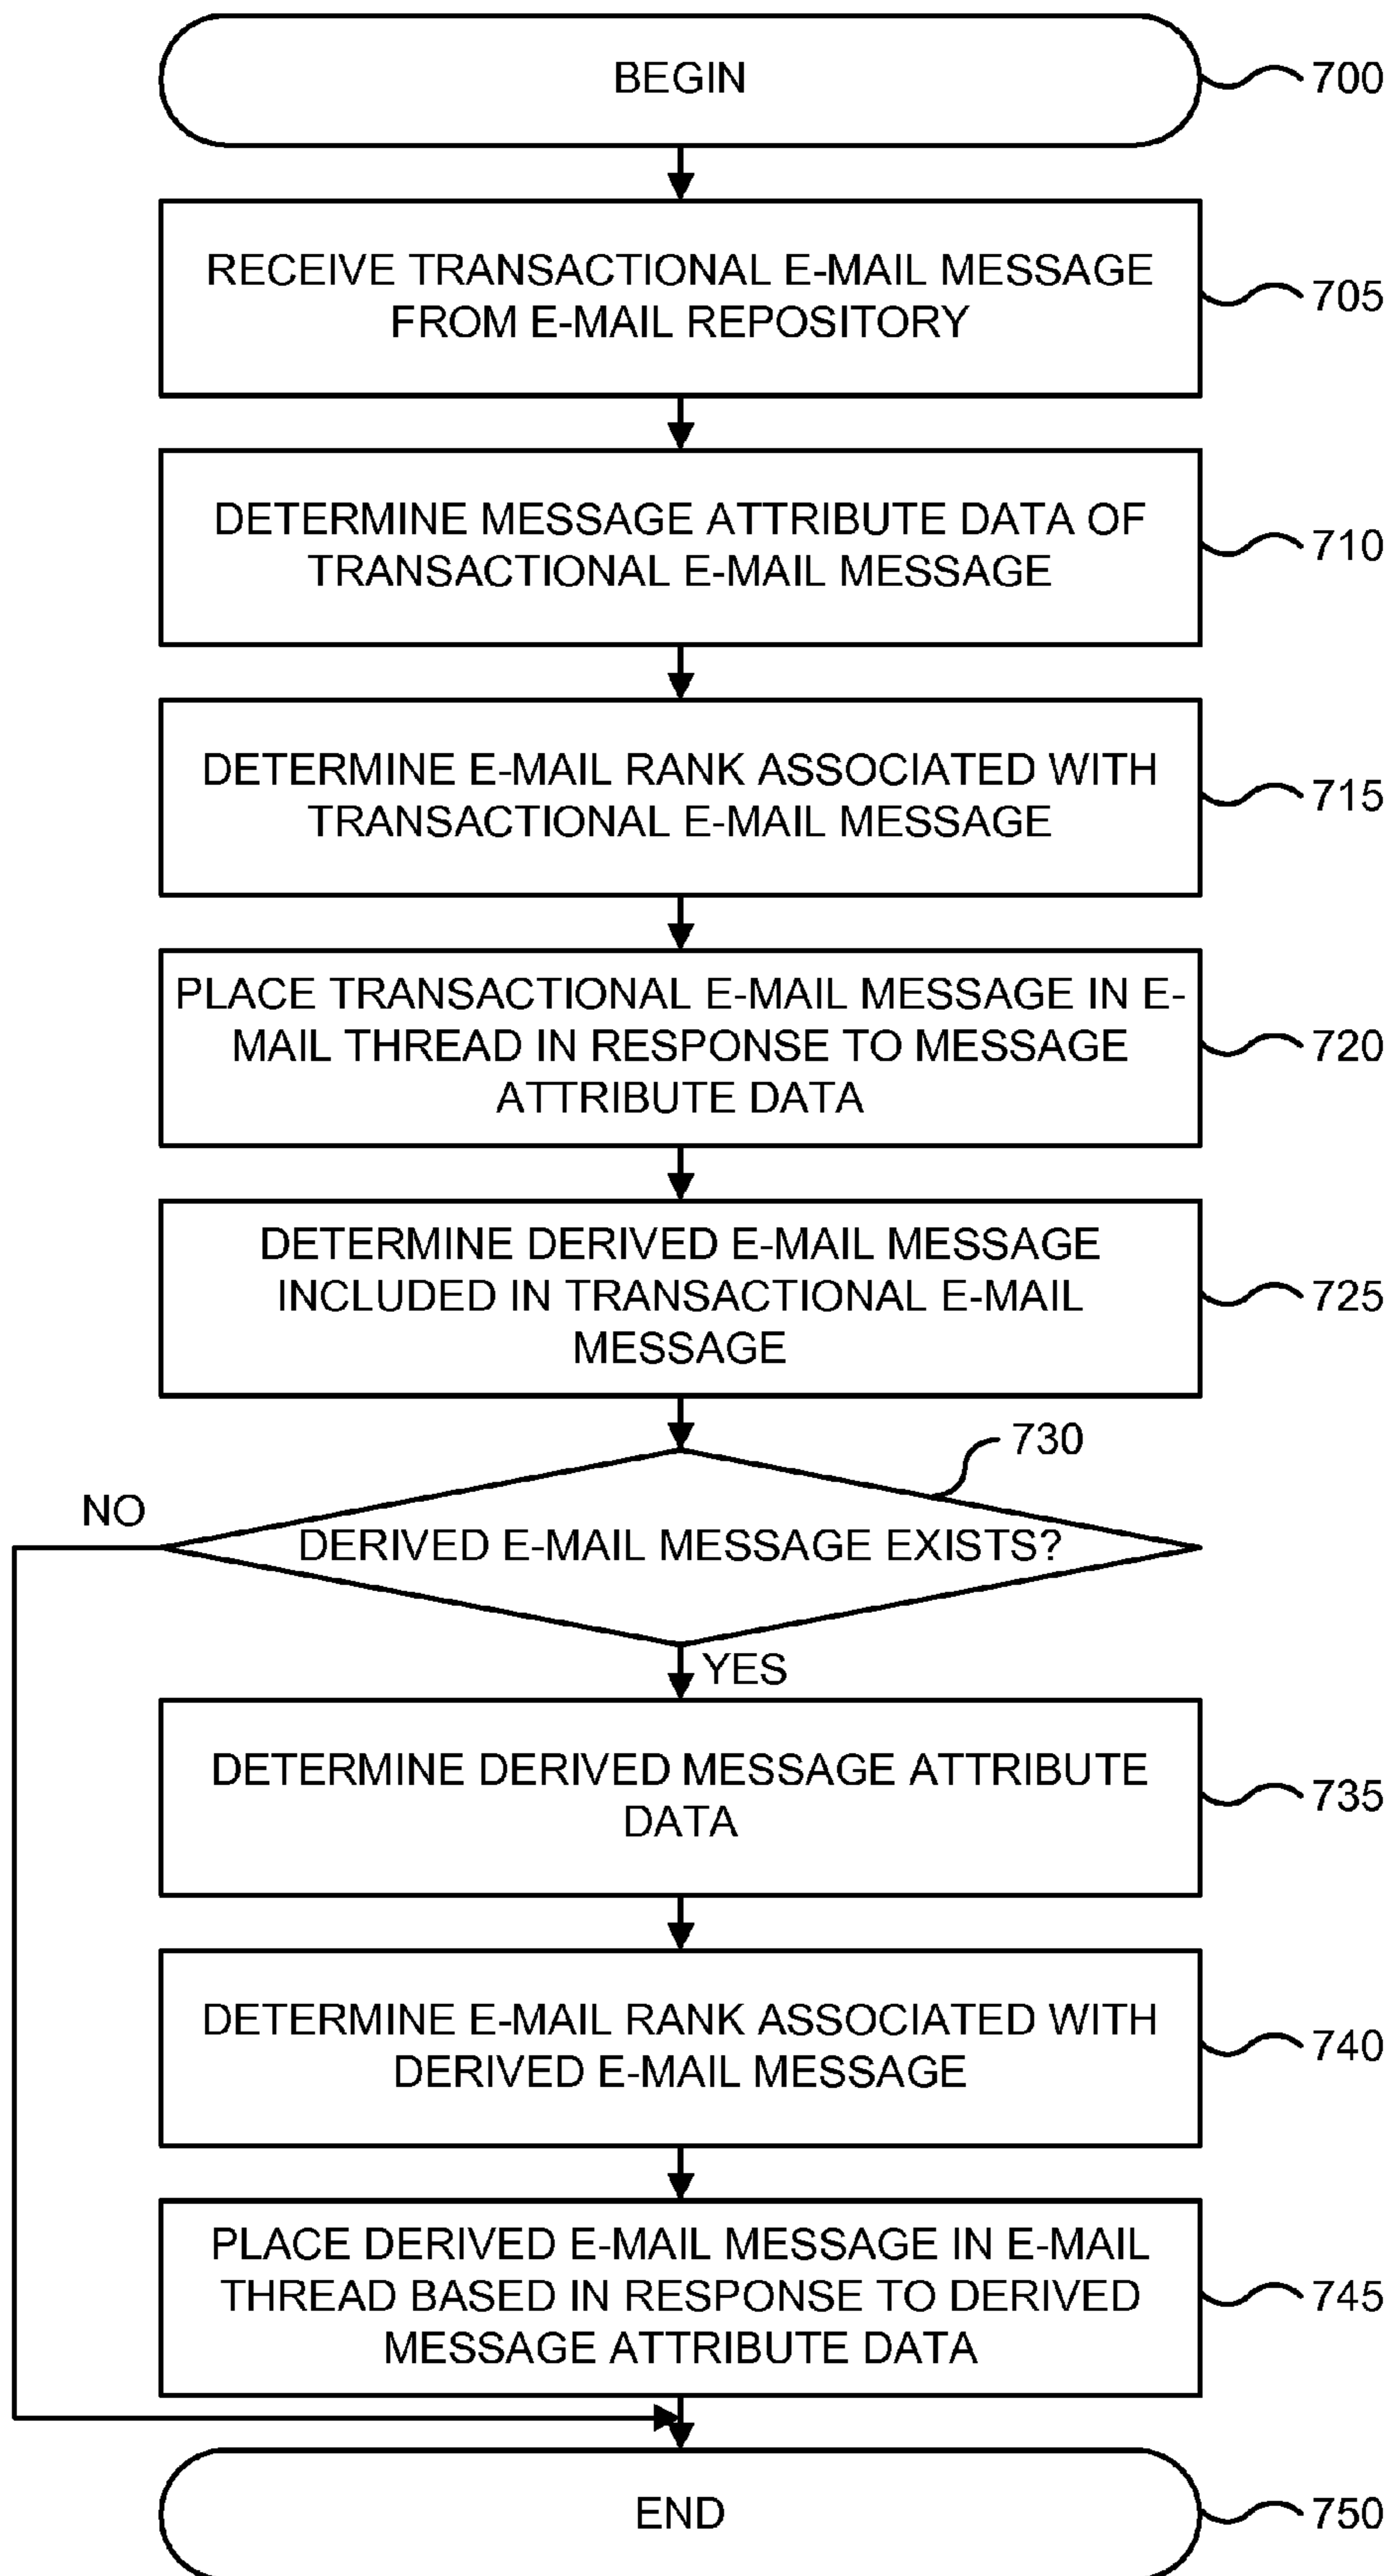 BEGIN
700
RECEIVE TRANSACTIONAL E-MAIL MESSAGE
FROM E-MAIL REPOSITORY
705
DETERMINE MESSAGE ATTRIBUTE DATA OF
TRANSACTIONAL E-MAIL MESSAGE
710
DETERMINE E-MAIL RANK ASSOCIATED WITH
TRANSACTIONAL E-MAIL MESSAGE
715
PLACE TRANSACTIONAL E-MAIL MESSAGE IN E-
MAIL THREAD IN RESPONSE TO MESSAGE
ATTRIBUTE DATA
720
DETERMINE DERIVED E-MAIL MESSAGE
INCLUDED IN TRANSACTIONAL E-MAIL
MESSAGE
725
730
NO
DERIVED E-MAIL MESSAGE EXISTS?
YES
DETERMINE DERIVED MESSAGE ATTRIBUTE
DATA
735
DETERMINE E-MAIL RANK ASSOCIATED WITH
DERIVED E-MAIL MESSAGE
740
PLACE DERIVED E-MAIL MESSAGE IN E-MAIL
THREAD BASED IN RESPONSE TO DERIVED
MESSAGE ATTRIBUTE DATA
745
END
750